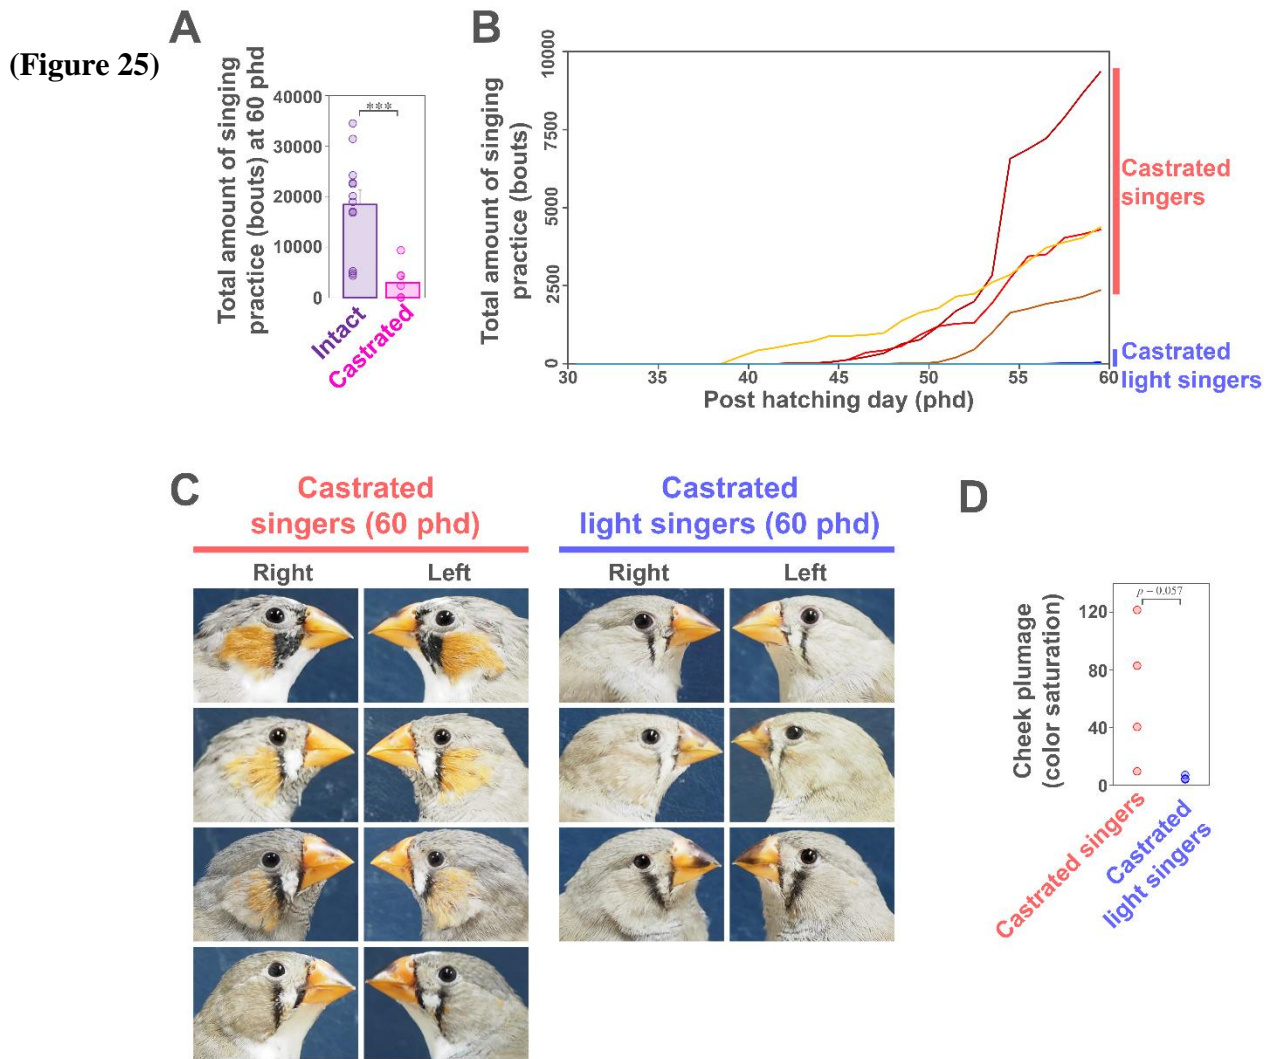 (Figure 25)
A
Total amount of singing
practice (bouts) at 60 phd
40000
30000
20000
10000
0
***
Intact
Castrated
B
Total amount of singing
practice (bouts)
10000
7500
5000
2500
0
30
35
40
45
50
55
60
Post hatching day (phd)
Castrated
singers
Castrated
light singers
C
Castrated
singers (60 phd)
Right
Left
Castrated
light singers (60 phd)
Right
Left
D
Cheek plumage
(color saturation)
120
80
40
0
p = 0.057
Castrated singers
Castrated
light singers